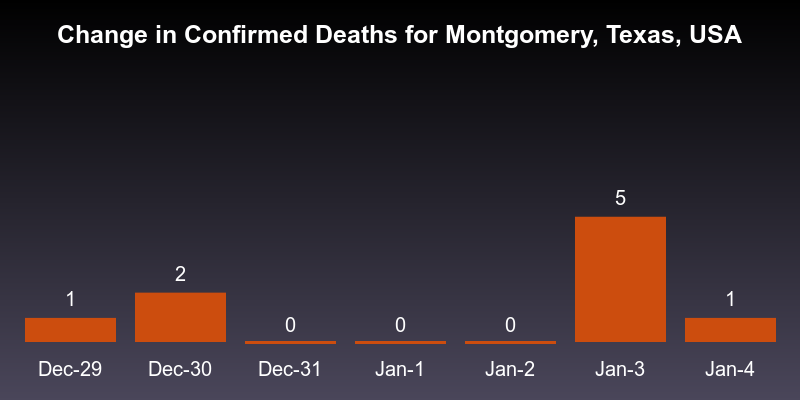 Change in Confirmed Deaths for Montgomery, Texas, USA
1 2 0 0 0 5 1
Dec-29 Dec-30 Dec-31 Jan-1 Jan-2 Jan-3 Jan-4